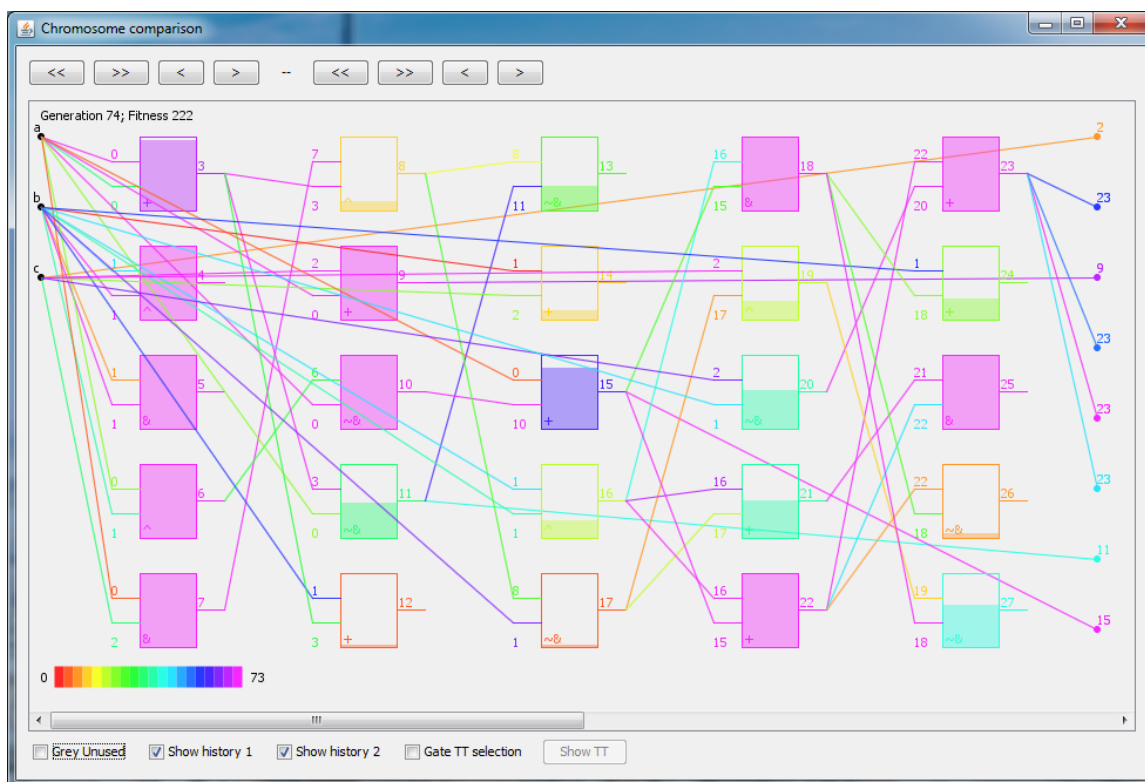 Chromosome comparison
<< >> < > -- << >> < >
Generation 74; Fitness 222
a
b
c
0 3 0 +
7 8 3 ^
8 13 11 ~&
16 18 15 &
22 23 20 +
2
23
1 4 1 ^
2 9 0 +
1 14 2 +
2 19 17 ^
1 24 18 +
9
23
1 5 1 &
6 10 0 ~&
0 15 10 +
2 20 1 ~&
21 25 22 &
23
0 6 1 ^
3 11 0 ~&
1 16 1 ^
16 21 17 +
22 26 18 ~&
23
11
0 7 2 &
1 12 3 +
8 17 1 ~&
16 22 15 +
19 27 18 ~&
15
0 73
Grey Unused Show history 1 Show history 2 Gate TT selection Show TT